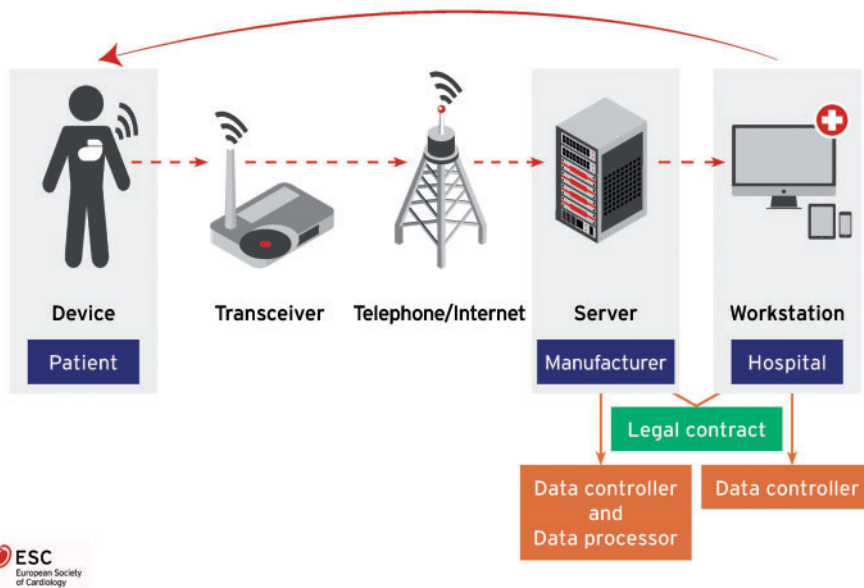 Device
Transceiver
Telephone/Internet
Server
Workstation
Patient
Manufacturer
Hospital
Legal contract
Data controller
and
Data processor
Data controller
ESC
European Society
of Cardiology